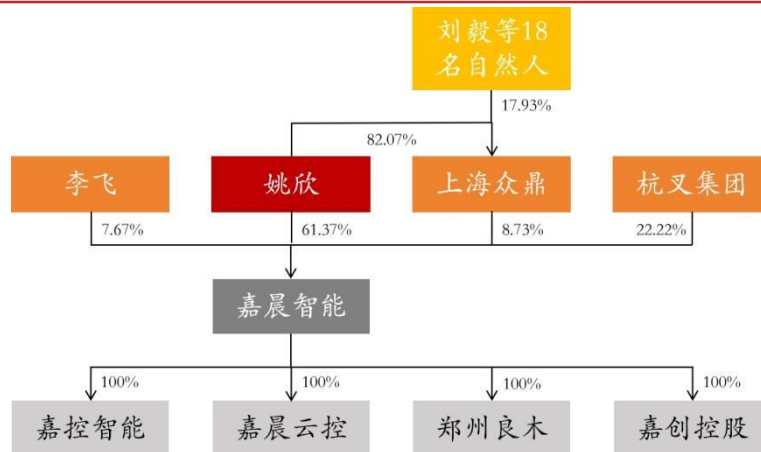 刘毅等18
名自然人
17.93%
82.07%
李飞
姚欣
上海众鼎
杭叉集团
7.67%
61.37%
8.73%
22.22%
嘉晨智能
100%
100%
100%
100%
嘉控智能
嘉晨云控
郑州良木
嘉创控股